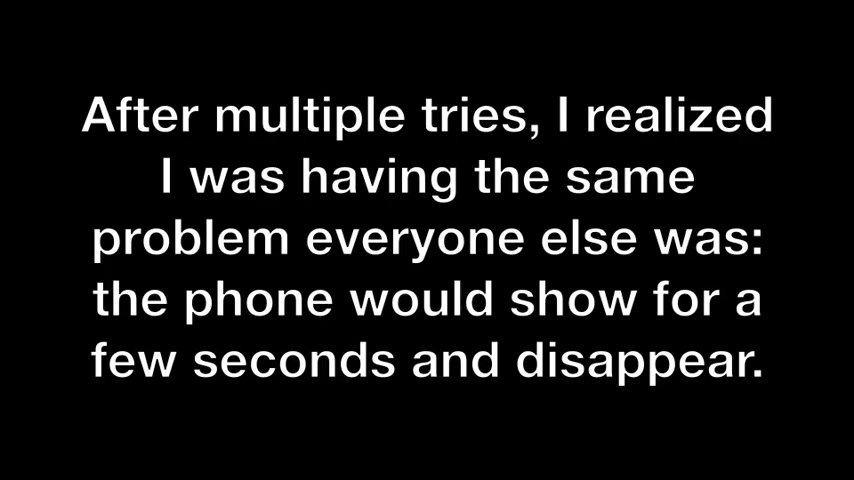 After multiple tries, I realized
I was having the same
problem everyone else was:
the phone would show for a
few seconds and disappear.